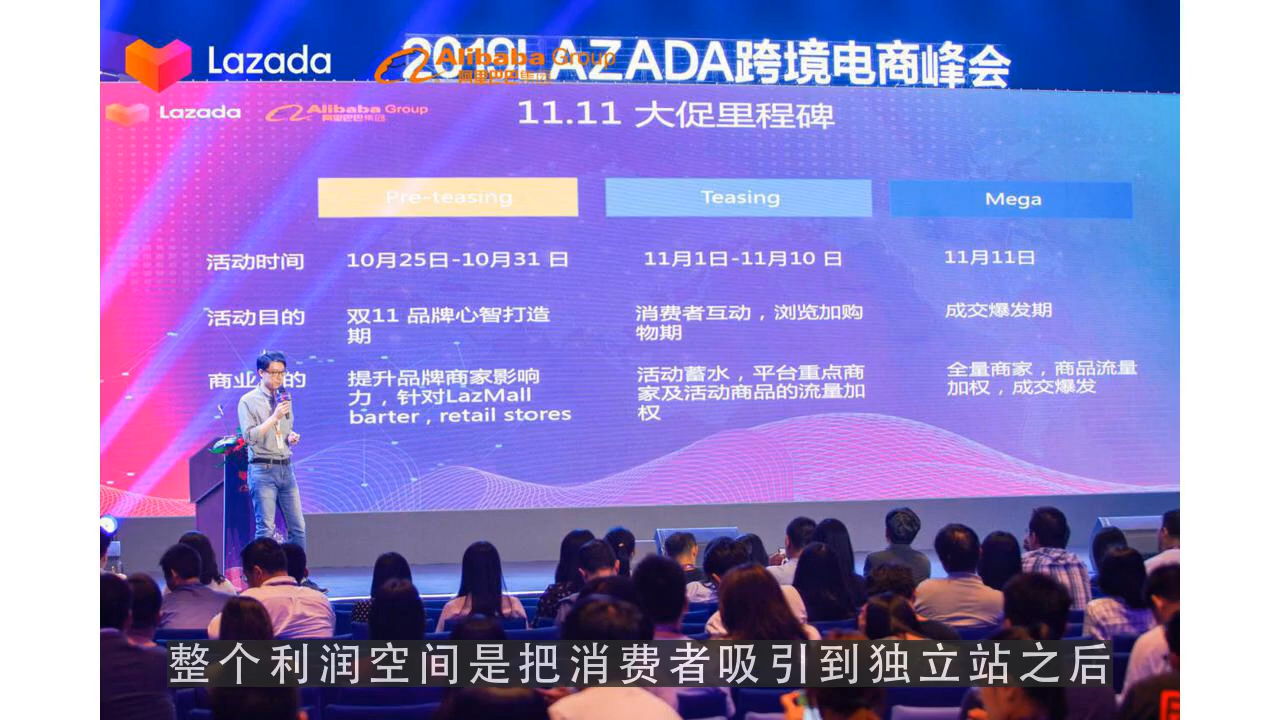 Lazada
Alibaba Group
阿里巴巴集团
2019LAZADA跨境电商峰会
Lazada
Alibaba Group
阿里巴巴集团
11.11 大促里程碑
Pre-teasing
Teasing
Mega
活动时间
10月25日-10月31 日
11月1日-11月10 日
11月11日
活动目的
双11 品牌心智打造
期
消费者互动，浏览加购
物期
成交爆发期
商业 的
提升品牌商家影响
力，针对LazMall
barter , retail stores
活动蓄水，平台重点商
家及活动商品的流量加
权
全量商家，商品流量
加权，成交爆发
整个利润空间是把消费者吸引到独立站之后